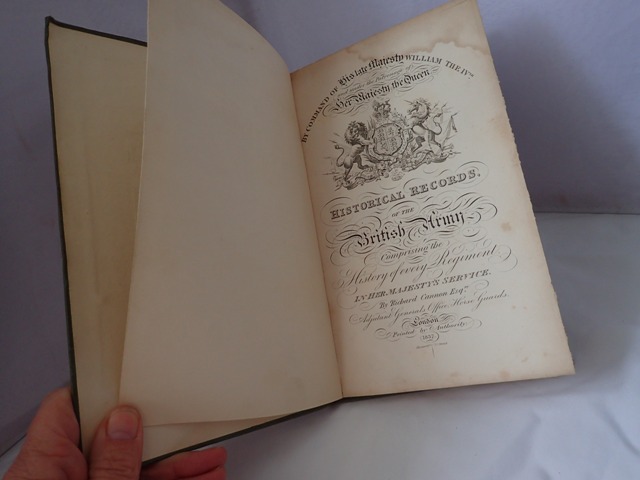 BY COMMAND OF His late Majesty WILLIAM THE IVth
and under the Patronage of
Her Majesty the Queen
HISTORICAL RECORDS,
OF THE
British Army
Comprising the
History of every Regiment
IN HER MAJESTY'S SERVICE.
By Richard Cannon Esqre.
Adjutant Generals Office, Horse Guards.
London
Printed by Authority